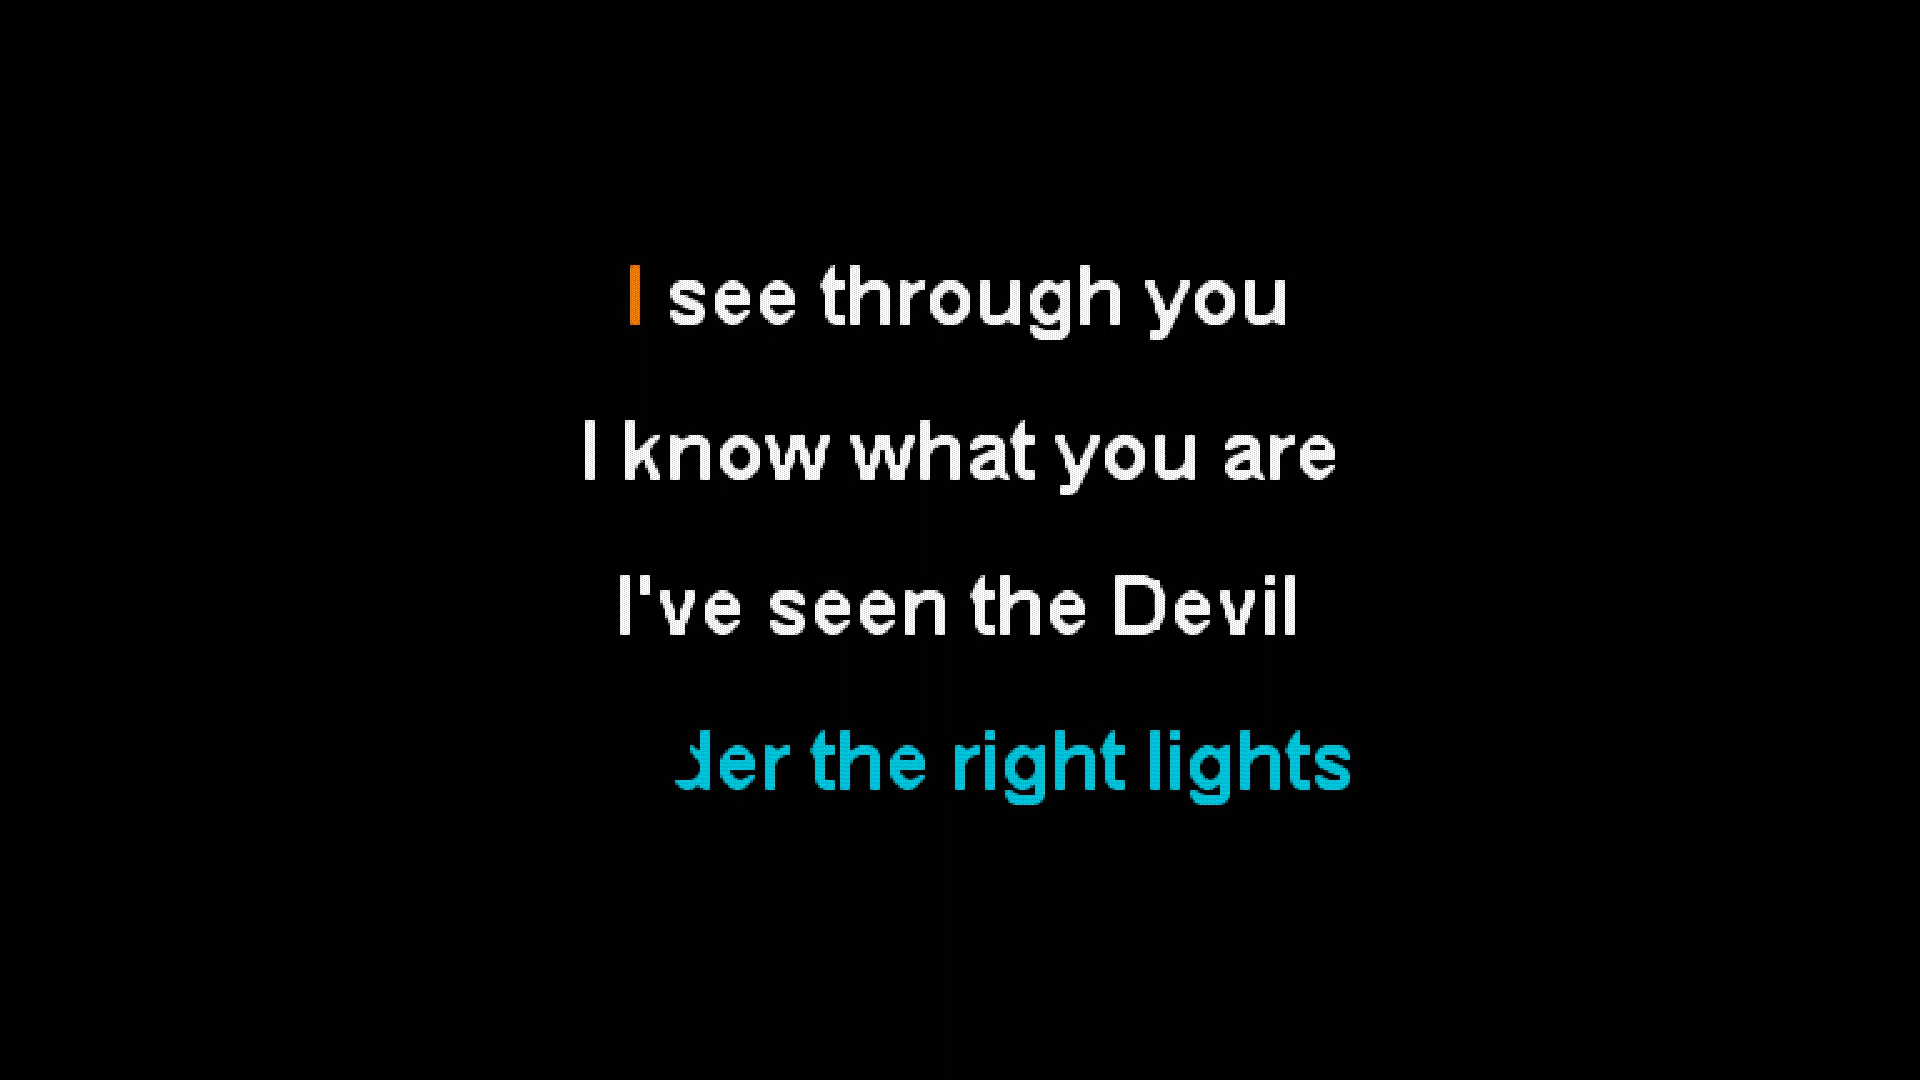 I see through you
I know what you are
I've seen the Devil
der the right lights